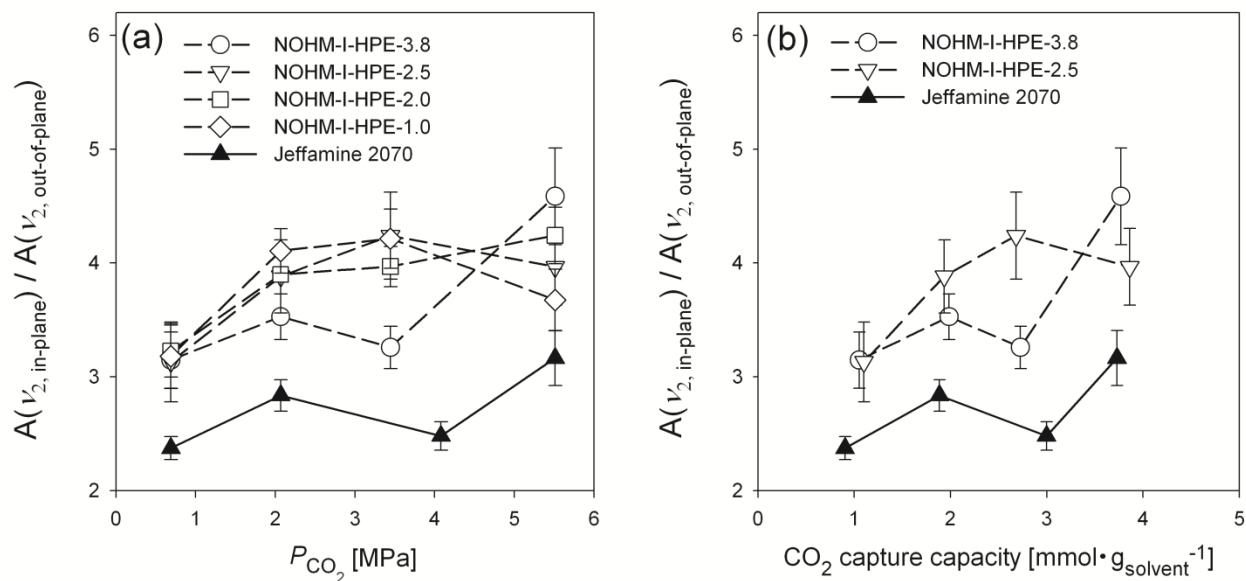 (a)
NOHM-I-HPE-3.8
NOHM-I-HPE-2.5
NOHM-I-HPE-2.0
NOHM-I-HPE-1.0
Jeffamine 2070
A(ν2, in-plane) / A(ν2, out-of-plane)
6
5
4
3
2
0 1 2 3 4 5 6
PCO2 [MPa]
(b)
NOHM-I-HPE-3.8
NOHM-I-HPE-2.5
Jeffamine 2070
A(ν2, in-plane) / A(ν2, out-of-plane)
6
5
4
3
2
0 1 2 3 4 5
CO2 capture capacity [mmol·gsolvent-1]